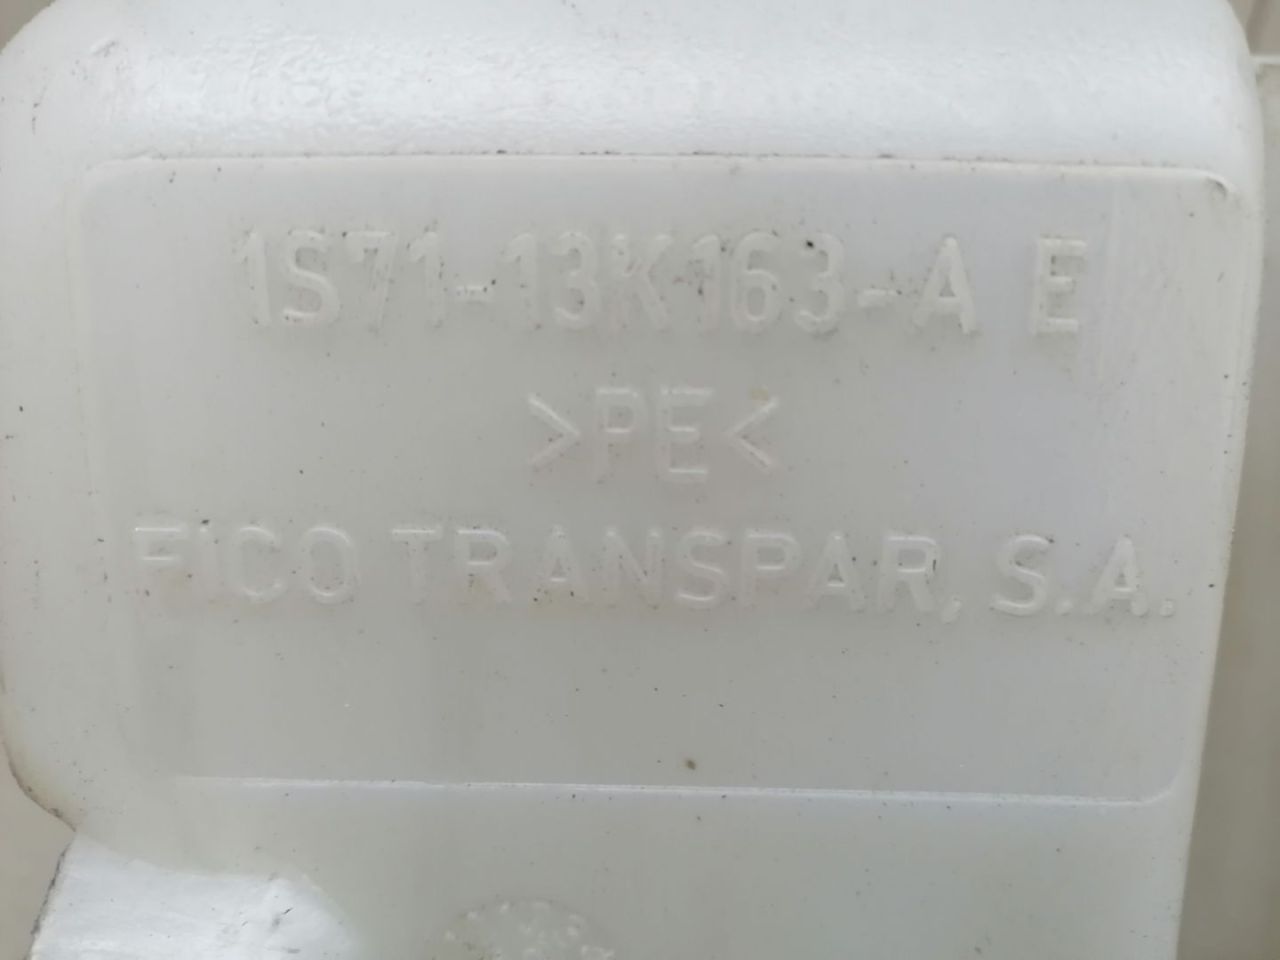 1S71-13K163-A E
>PE<
FICO TRANSPAR, S.A.